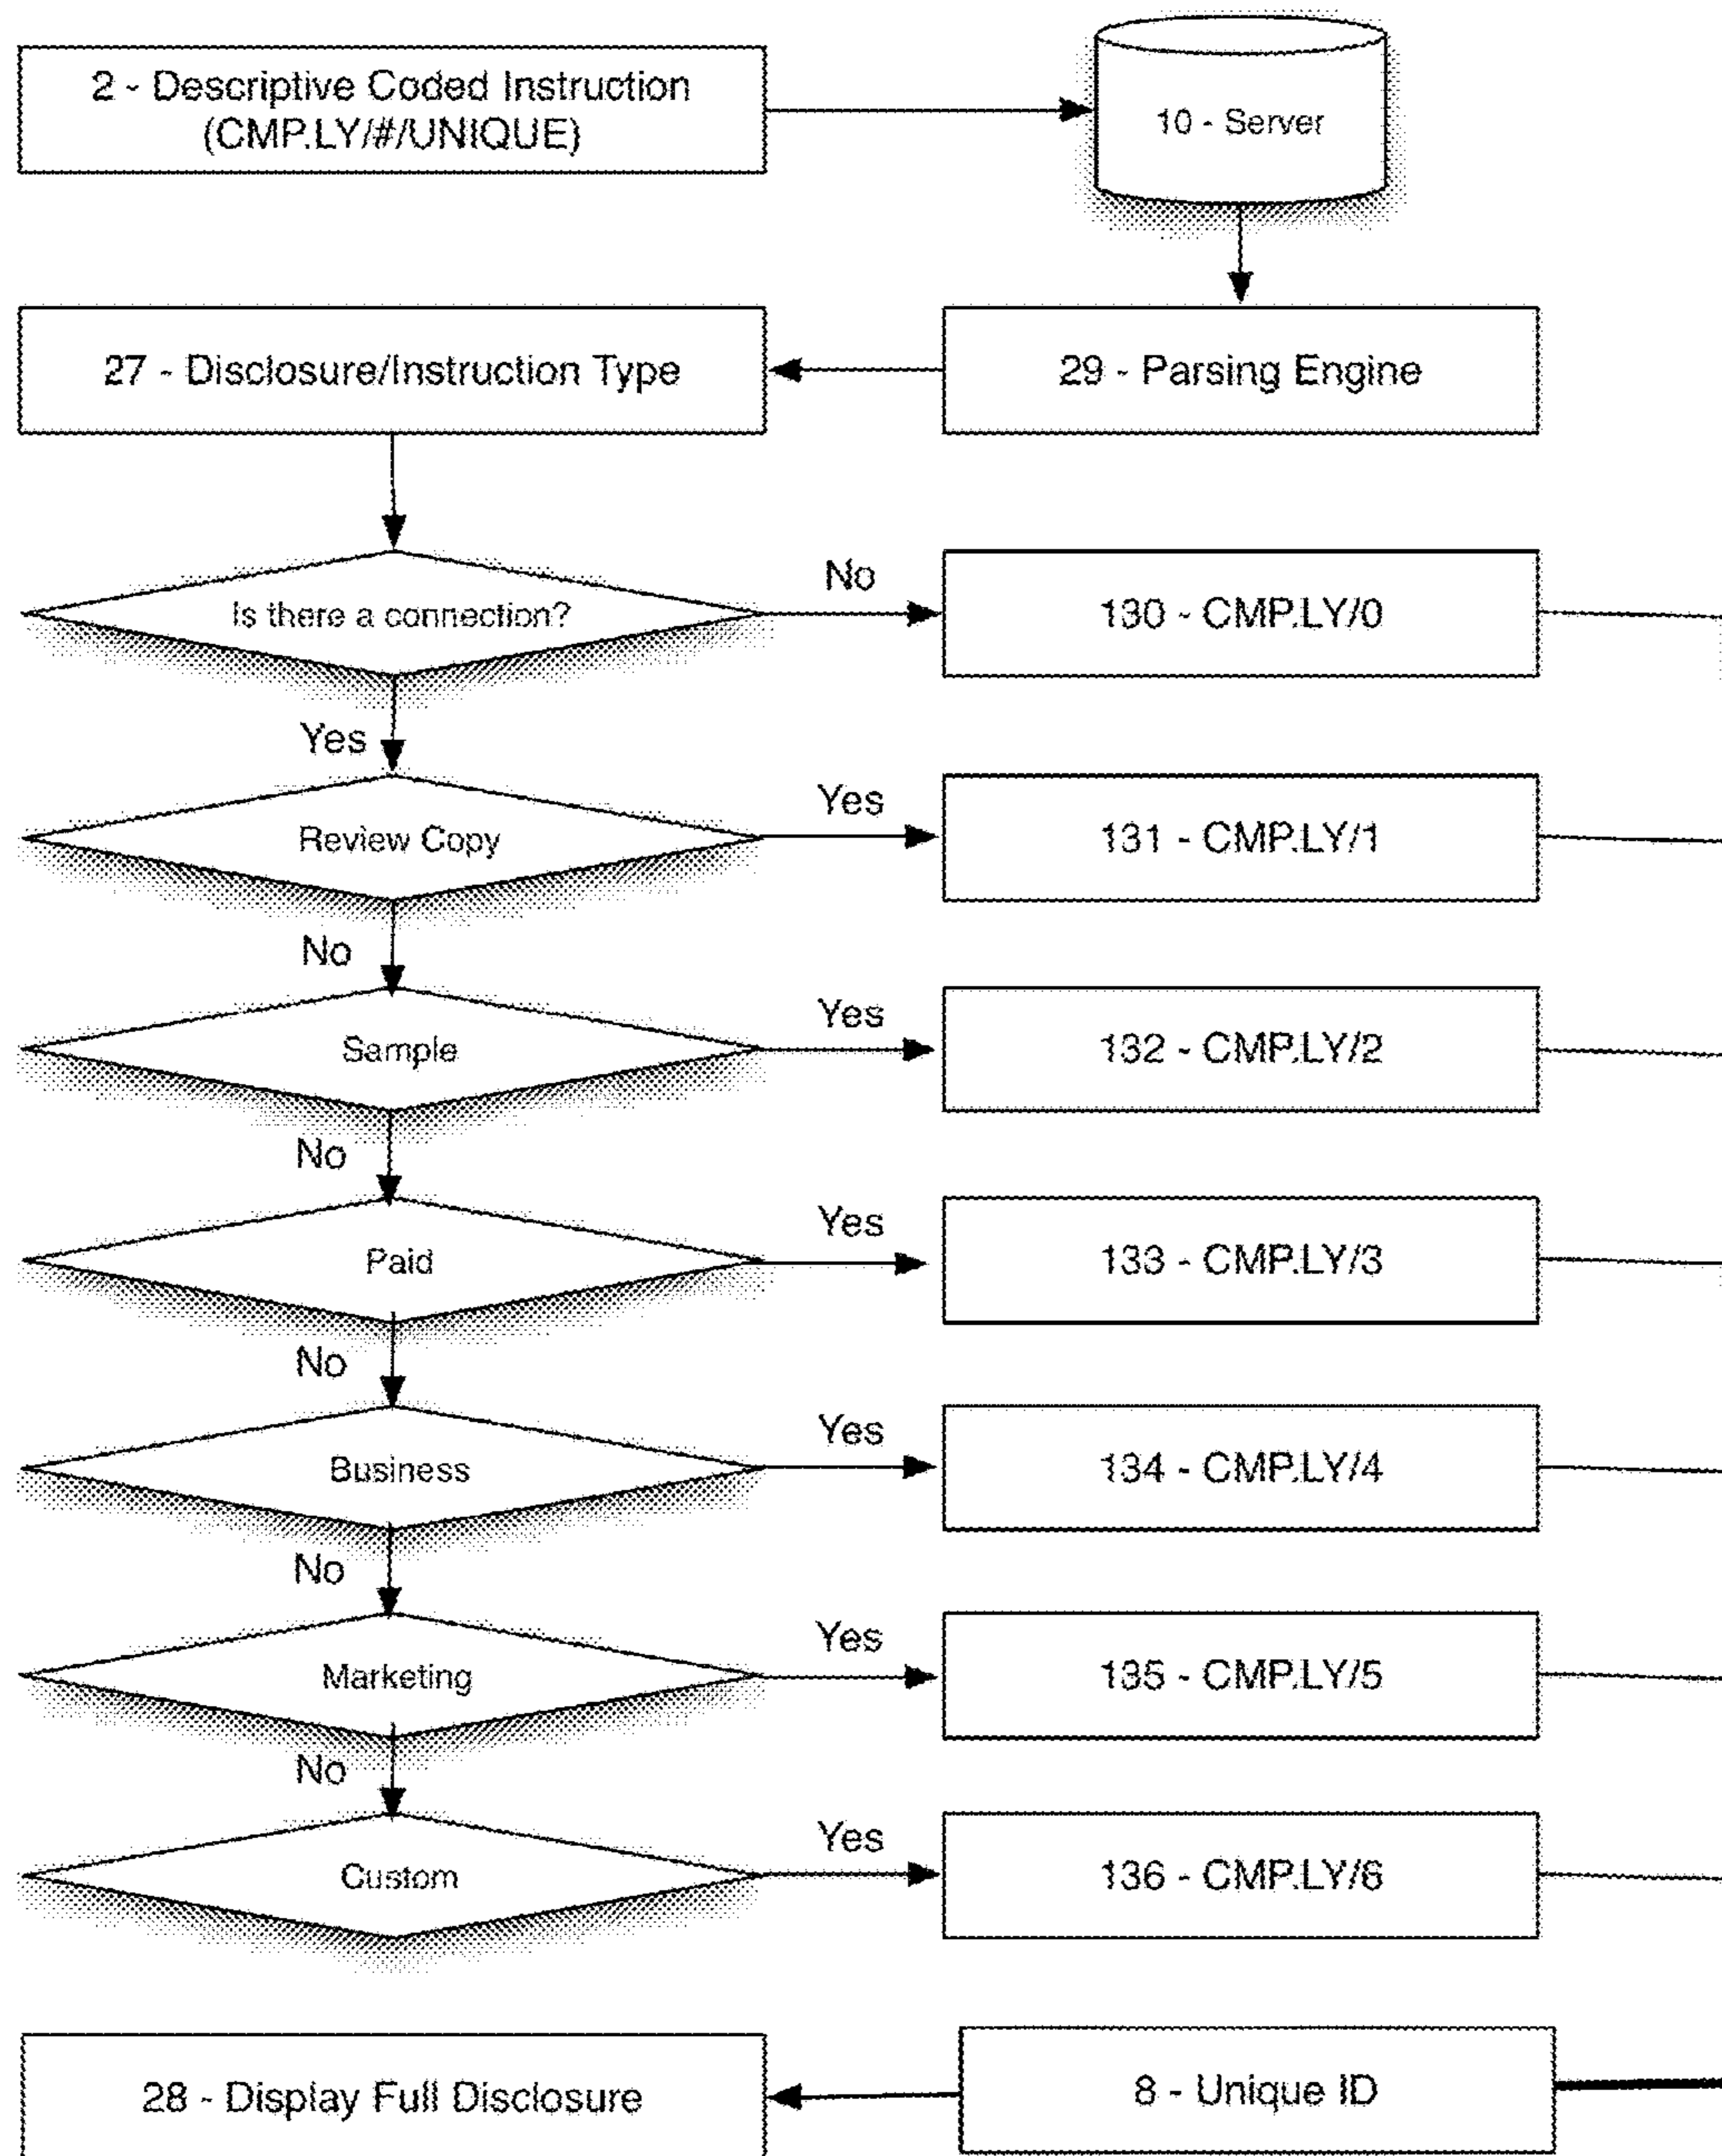 2 - Descriptive Coded Instruction
(CMP.LY/#/UNIQUE)
10 - Server
27 - Disclosure/Instruction Type
29 - Parsing Engine
Is there a connection?
No
130 - CMP.LY/0
Yes
Review Copy
Yes
131 - CMP.LY/1
No
Sample
Yes
132 - CMP.LY/2
No
Paid
Yes
133 - CMP.LY/3
No
Business
Yes
134 - CMP.LY/4
No
Marketing
Yes
135 - CMP.LY/5
No
Custom
Yes
136 - CMP.LY/6
28 - Display Full Disclosure
8 - Unique ID